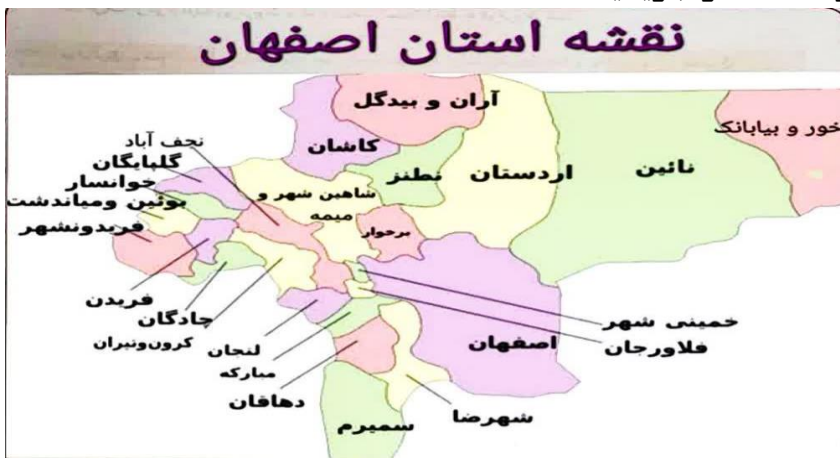 نقشه استان اصفهان
آران و بیدگل
کاشان
نطنز
اردستان
نائین
خور و بیابانک
نجف آباد
گلپایگان
خوانسار
بوئین ومیاندشت
فریدونشهر
شاهین شهر و
میمه
برخوار
فریدن
چادگان
کرون‌وتیران
لنجان
مبارکه
دهاقان
سمیرم
شهرضا
اصفهان
خمینی شهر
فلاورجان